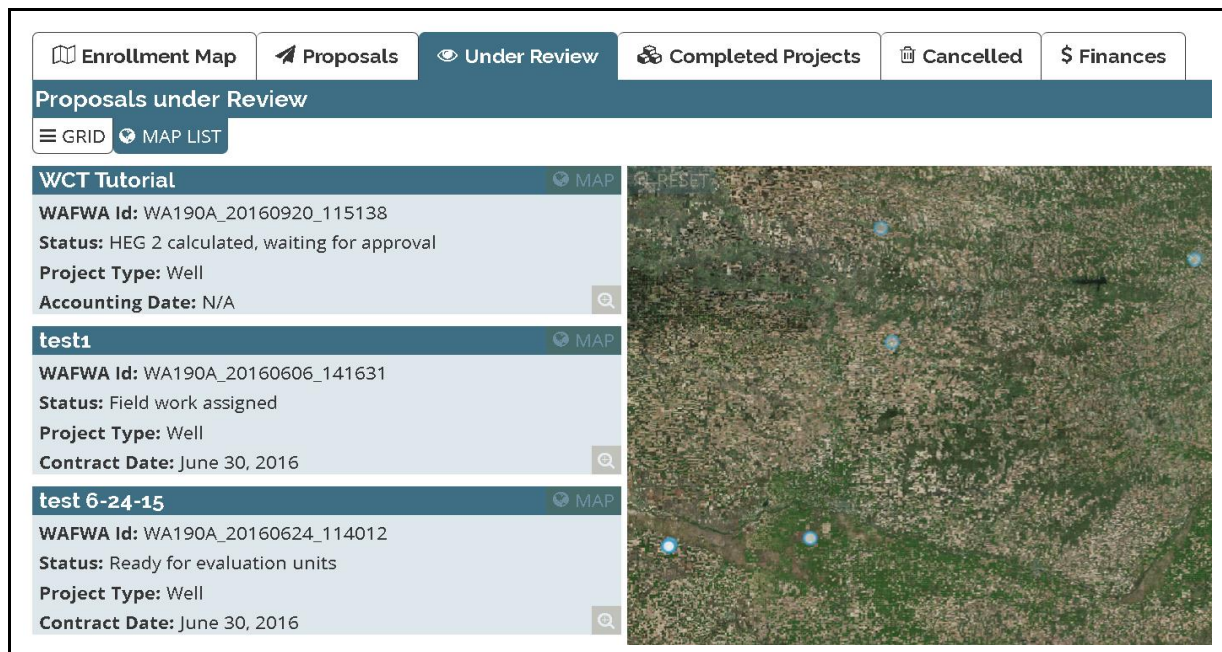 Enrollment Map Proposals Under Review Completed Projects Cancelled $ Finances
Proposals under Review
GRID MAP LIST
WCT Tutorial MAP
WAFWA Id: WA190A_20160920_115138
Status: HEG 2 calculated, waiting for approval
Project Type: Well
Accounting Date: N/A
test1 MAP
WAFWA Id: WA190A_20160606_141631
Status: Field work assigned
Project Type: Well
Contract Date: June 30, 2016
test 6-24-15 MAP
WAFWA Id: WA190A_20160624_114012
Status: Ready for evaluation units
Project Type: Well
Contract Date: June 30, 2016
RESET